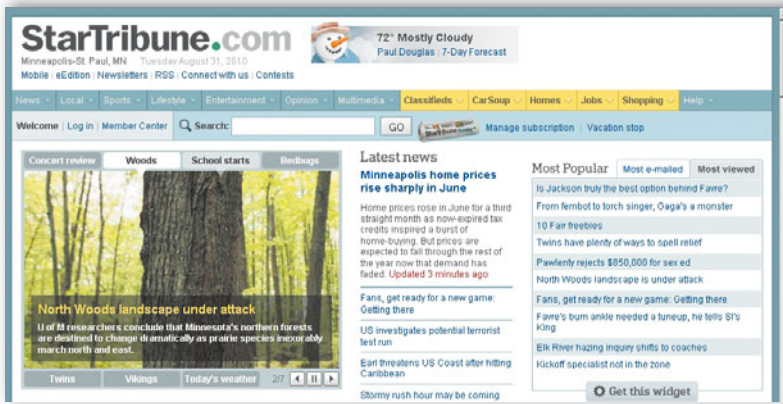 StarTribune.com
Minneapolis-St. Paul, MN Tuesday August 31, 2010
Mobile | eEdition | Newsletters | RSS | Connect with us | Contests
72° Mostly Cloudy
Paul Douglas | 7-Day Forecast
News Local Sports Lifestyle Entertainment Opinion Multimedia Classifieds CarSoup Homes Jobs Shopping Help
Welcome | Log in | Member Center Search: GO StarTribune Manage subscription | Vacation stop
Concert review Woods School starts Bedbugs
North Woods landscape under attack
U of M researchers conclude that Minnesota's northern forests
are destined to change dramatically as prairie species inexorably
march north and east.
Twins Vikings Today's weather 2/7
Latest news
Minneapolis home prices
rise sharply in June
Home prices rose in June for a third
straight month as now-expired tax
credits inspired a burst of
home-buying. But prices are
expected to fall through the rest of
the year now that demand has
faded. Updated 3 minutes ago
Fans, get ready for a new game:
Getting there
US investigates potential terrorist
test run
Earl threatens US Coast after hitting
Caribbean
Stormy rush hour may be coming
Most Popular Most e-mailed Most viewed
Is Jackson truly the best option behind Favre?
From fembot to torch singer, Gaga's a monster
10 Fair freebies
Twins have plenty of ways to spell relief
Pawlenty rejects $850,000 for sex ed
North Woods landscape is under attack
Fans, get ready for a new game: Getting there
Favre's bum ankle needed a tuneup, he tells SI's
King
Elk River hazing inquiry shifts to coaches
Kickoff specialist not in the zone
Get this widget